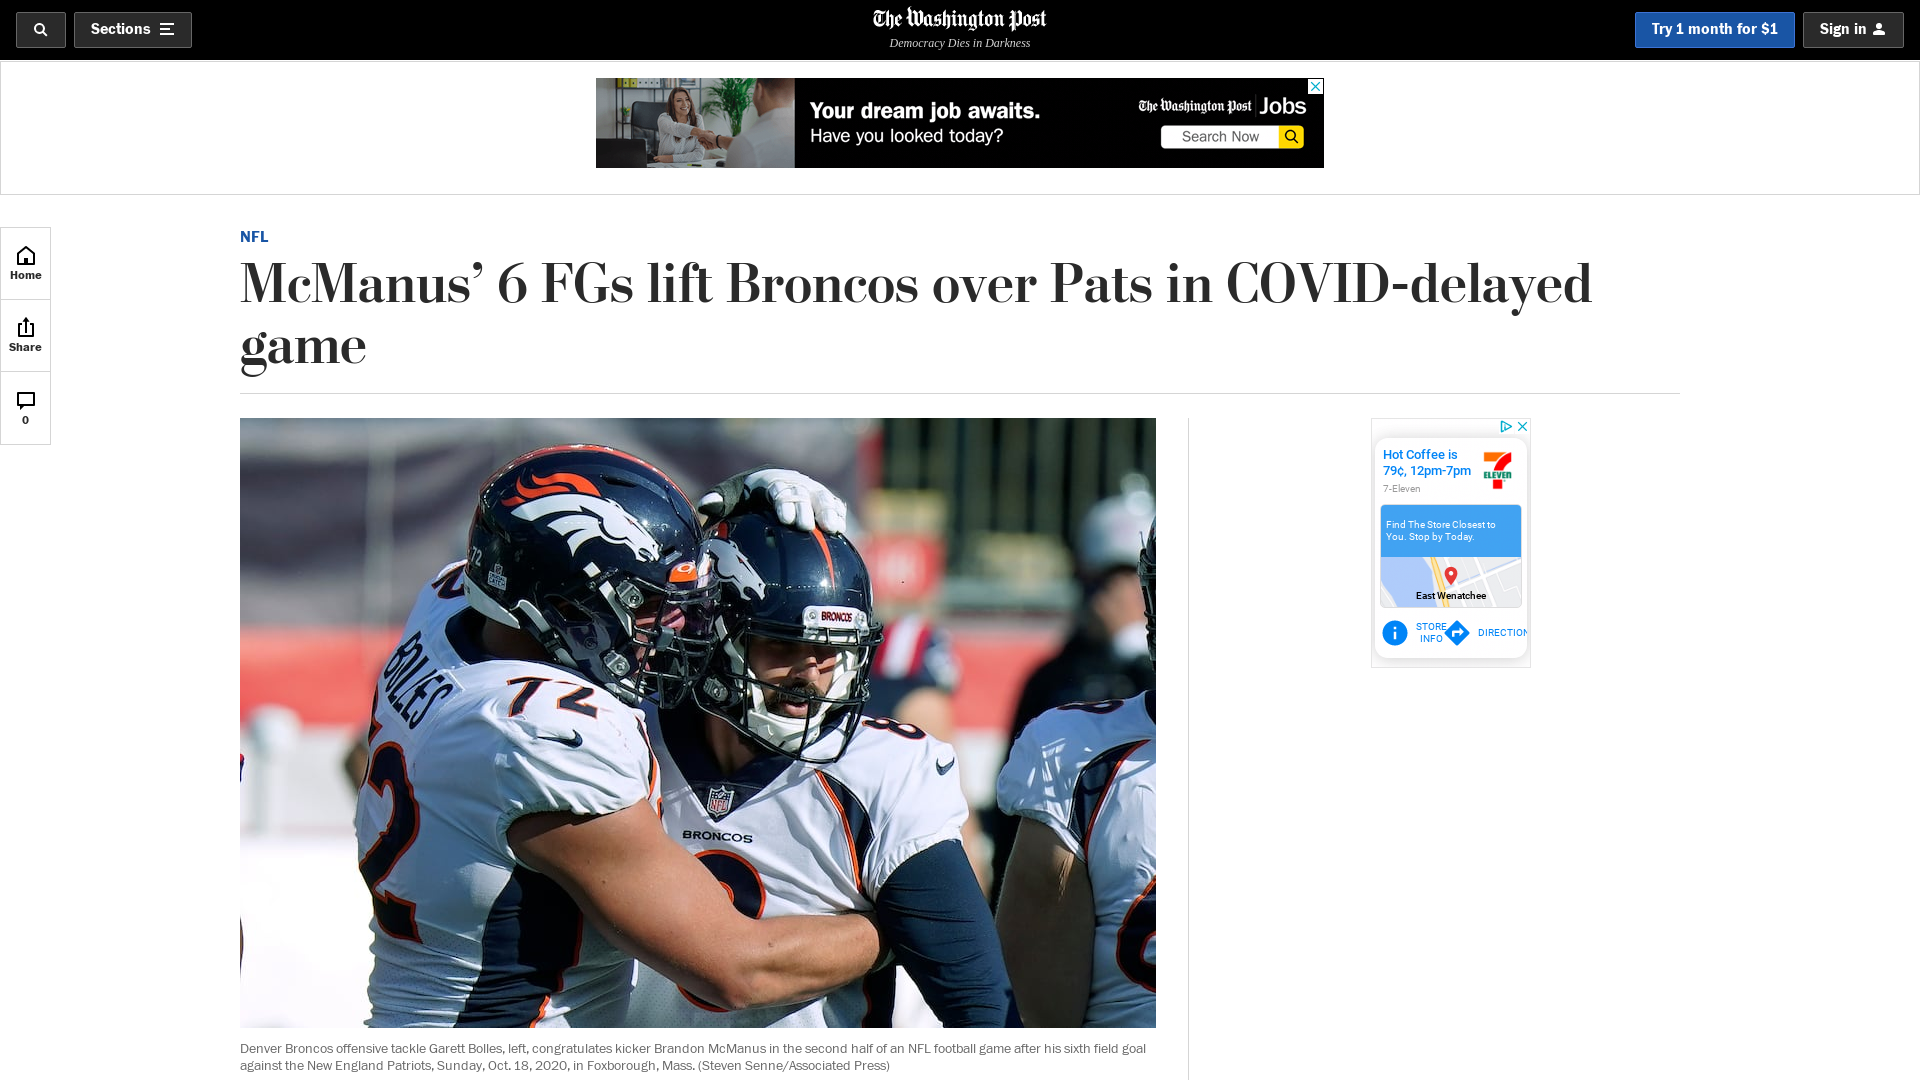 Sections
The Washington Post
Democracy Dies in Darkness
Try 1 month for $1
Sign in
Your dream job awaits.
Have you looked today?
The Washington Post Jobs
Search Now
Home
Share
0
NFL
McManus’ 6 FGs lift Broncos over Pats in COVID-delayed
game
Hot Coffee is
79¢, 12pm-7pm
7-Eleven
ELEVEN
Find The Store Closest to
You. Stop by Today.
East Wenatchee
STORE
INFO
DIRECTION
72
BRONCOS
BOLLES
72
8
NFL
BRONCOS
Denver Broncos offensive tackle Garett Bolles, left, congratulates kicker Brandon McManus in the second half of an NFL football game after his sixth field goal
against the New England Patriots, Sunday, Oct. 18, 2020, in Foxborough, Mass. (Steven Senne/Associated Press)